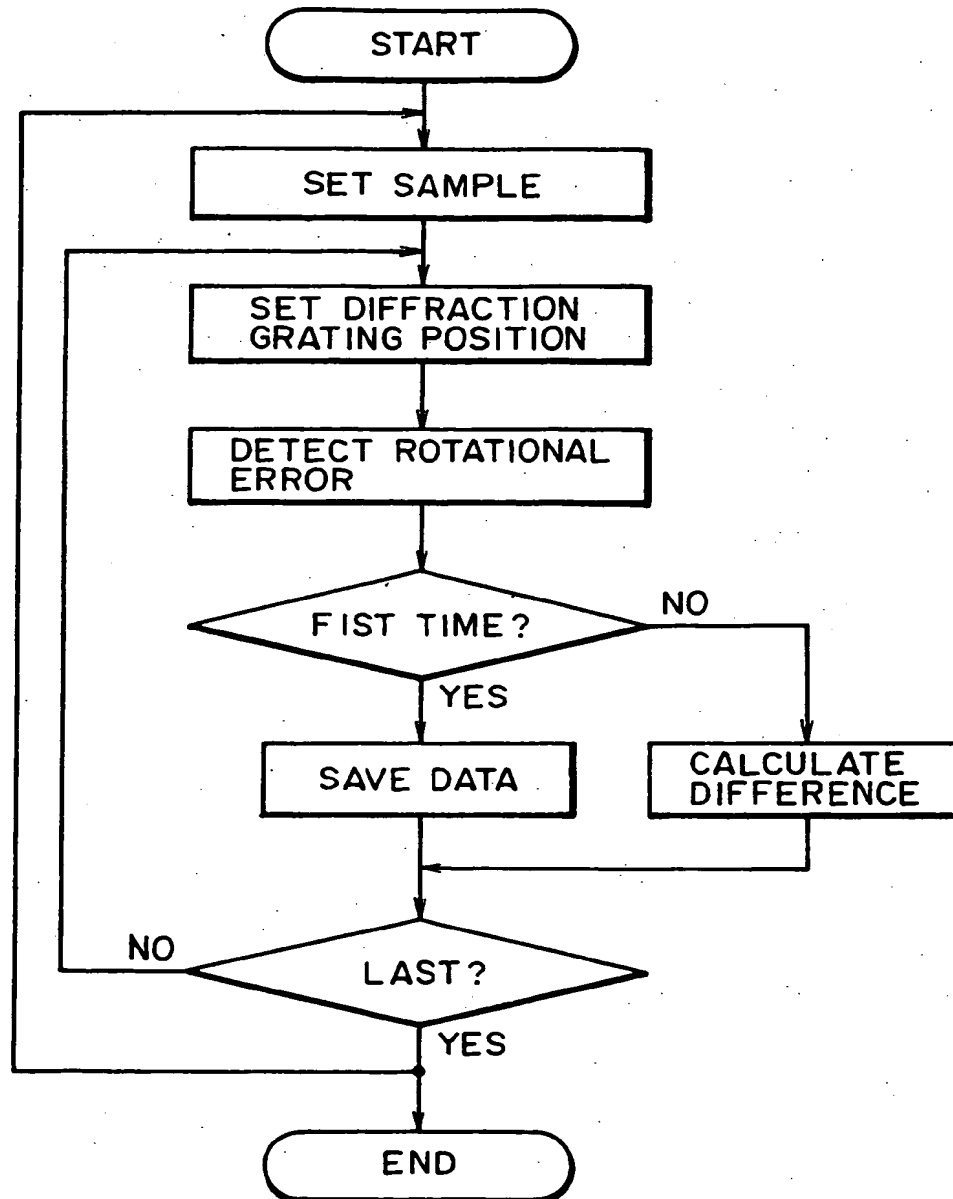 START
SET SAMPLE
SET DIFFRACTION
GRATING POSITION
DETECT ROTATIONAL
ERROR
FIST TIME?
NO
YES
SAVE DATA
CALCULATE
DIFFERENCE
NO
LAST?
YES
END